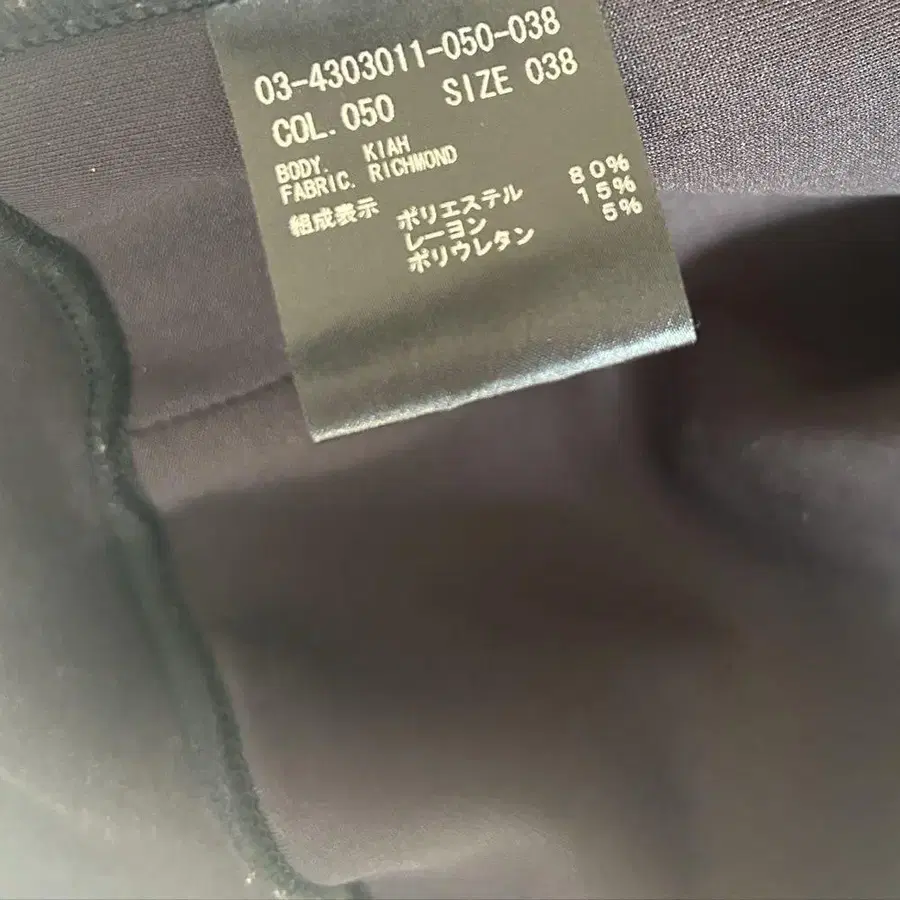 03-4303011-050-038
COL.050 SIZE 038
BODY. KIAH
FABRIC. RICHMOND
組成表示 ポリエステル 80%
レーヨン 15%
ポリウレタン 5%